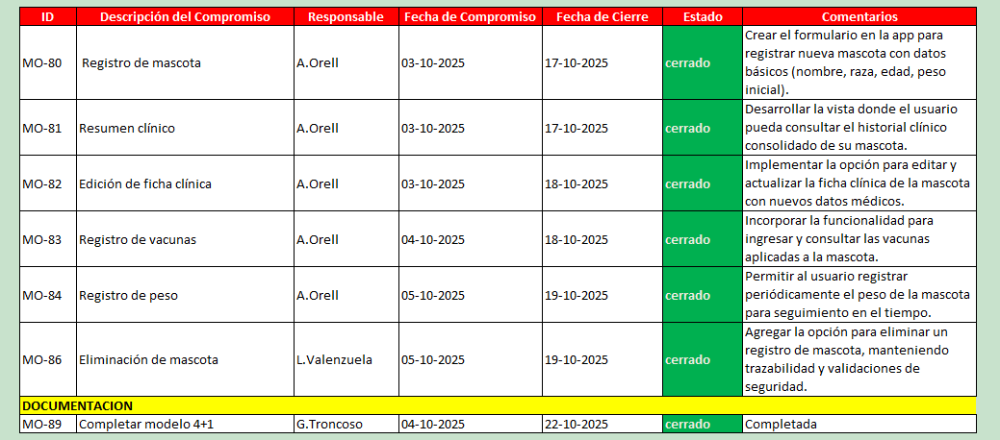 ID Descripción del Compromiso Responsable Fecha de Compromiso Fecha de Cierre Estado Comentarios
MO-80 Registro de mascota A.Orell 03-10-2025 17-10-2025 cerrado Crear el formulario en la app para
registrar nueva mascota con datos
básicos (nombre, raza, edad, peso
inicial).
MO-81 Resumen clínico A.Orell 03-10-2025 17-10-2025 cerrado Desarrollar la vista donde el usuario
pueda consultar el historial clínico
consolidado de su mascota.
MO-82 Edición de ficha clínica A.Orell 03-10-2025 18-10-2025 cerrado Implementar la opción para editar y
actualizar la ficha clínica de la mascota
con nuevos datos médicos.
MO-83 Registro de vacunas A.Orell 04-10-2025 18-10-2025 cerrado Incorporar la funcionalidad para
ingresar y consultar las vacunas
aplicadas a la mascota.
MO-84 Registro de peso A.Orell 05-10-2025 19-10-2025 cerrado Permitir al usuario registrar
periódicamente el peso de la mascota
para seguimiento en el tiempo.
MO-86 Eliminación de mascota L.Valenzuela 05-10-2025 19-10-2025 cerrado Agregar la opción para eliminar un
registro de mascota, manteniendo
trazabilidad y validaciones de
seguridad.
DOCUMENTACION
MO-89 Completar modelo 4+1 G.Troncoso 04-10-2025 22-10-2025 cerrado Completada